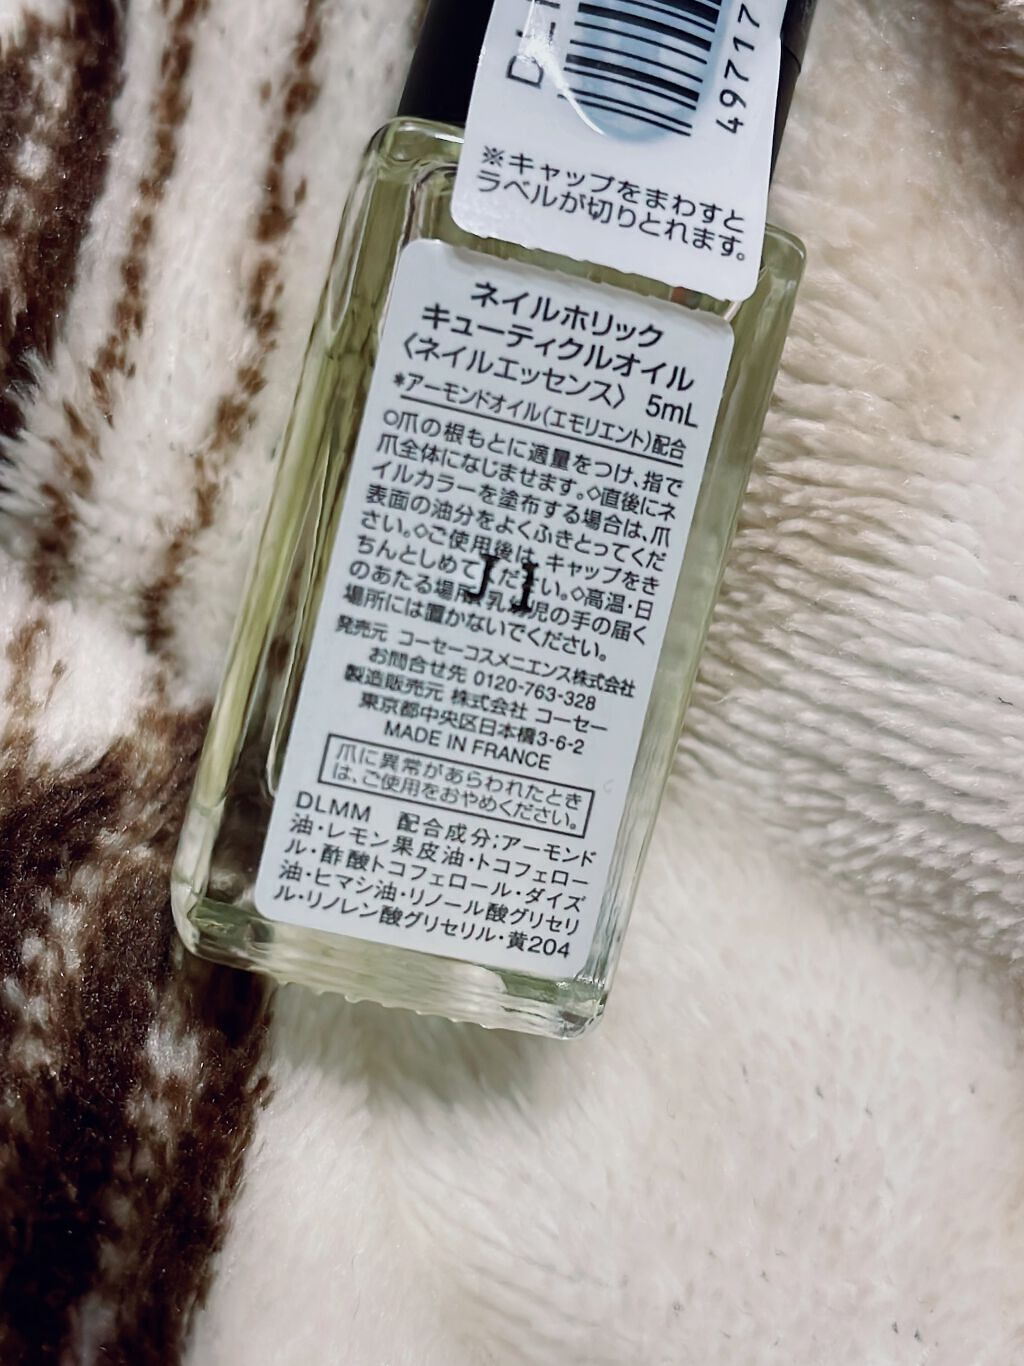 49717
※キャップをまわすと
ラベルが切りとれます。
ネイルホリック
キューティクルオイル
〈ネイルエッセンス〉 5mL
*アーモンドオイル(エモリエント)配合
○爪の根もとに適量をつけ、指で
爪全体になじませます。◇直後にネ
イルカラーを塗布する場合は、爪
表面の油分をよくふきとってくだ
さい。◇ご使用後は、キャップをき
ちんとしめてください。◇高温・日
のあたる場所、乳幼児の手の届く
場所には置かないでください。
J1
発売元 コーセーコスメニエンス株式会社
お問合せ先 0120-763-328
製造販売元 株式会社 コーセー
東京都中央区日本橋3-6-2
MADE IN FRANCE
爪に異常があらわれたとき
は、ご使用をおやめください。
DLMM 配合成分;アーモンド
油・レモン果皮油・トコフェロー
ル・酢酸トコフェロール・ダイズ
油・ヒマシ油・リノール酸グリセリ
ル・リノレン酸グリセリル・黄204